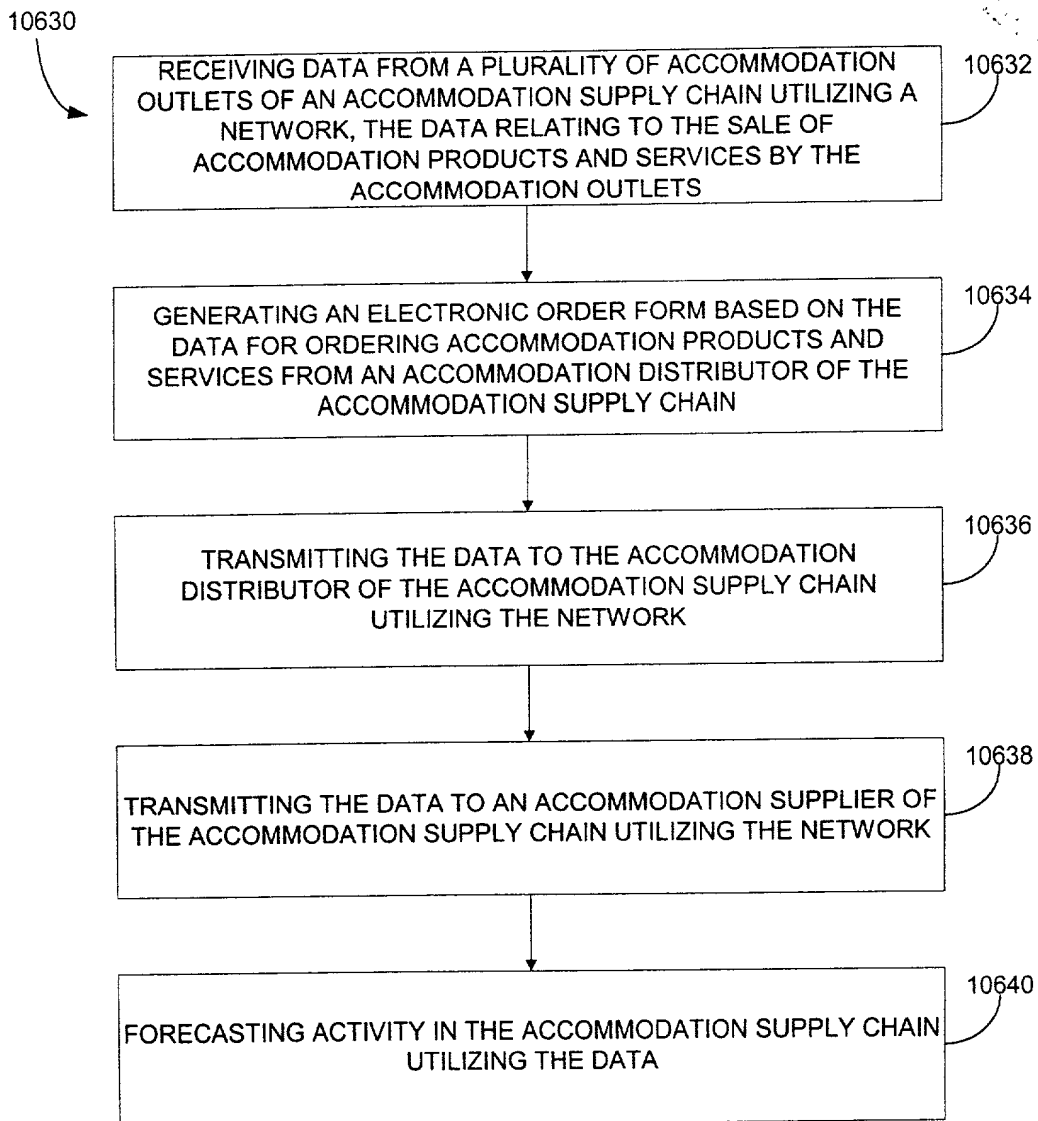 10630
RECEIVING DATA FROM A PLURALITY OF ACCOMMODATION
OUTLETS OF AN ACCOMMODATION SUPPLY CHAIN UTILIZING A
NETWORK, THE DATA RELATING TO THE SALE OF
ACCOMMODATION PRODUCTS AND SERVICES BY THE
ACCOMMODATION OUTLETS
10632
GENERATING AN ELECTRONIC ORDER FORM BASED ON THE
DATA FOR ORDERING ACCOMMODATION PRODUCTS AND
SERVICES FROM AN ACCOMMODATION DISTRIBUTOR OF THE
ACCOMMODATION SUPPLY CHAIN
10634
TRANSMITTING THE DATA TO THE ACCOMMODATION
DISTRIBUTOR OF THE ACCOMMODATION SUPPLY CHAIN
UTILIZING THE NETWORK
10636
TRANSMITTING THE DATA TO AN ACCOMMODATION SUPPLIER OF
THE ACCOMMODATION SUPPLY CHAIN UTILIZING THE NETWORK
10638
FORECASTING ACTIVITY IN THE ACCOMMODATION SUPPLY CHAIN
UTILIZING THE DATA
10640